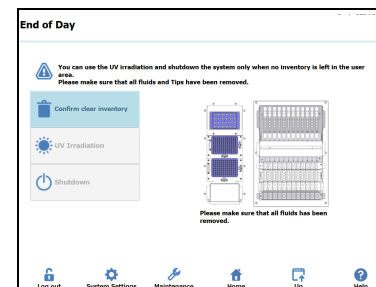 End of Day
You can use the UV irradiation and shutdown the system only when no inventory is left in the user
area.
Please make sure that all fluids and Tips have been removed.
Confirm clear inventory
UV Irradiation
Shutdown
Please make sure that all fluids has been
removed.
Log out System Settings Maintenance Home Up Help